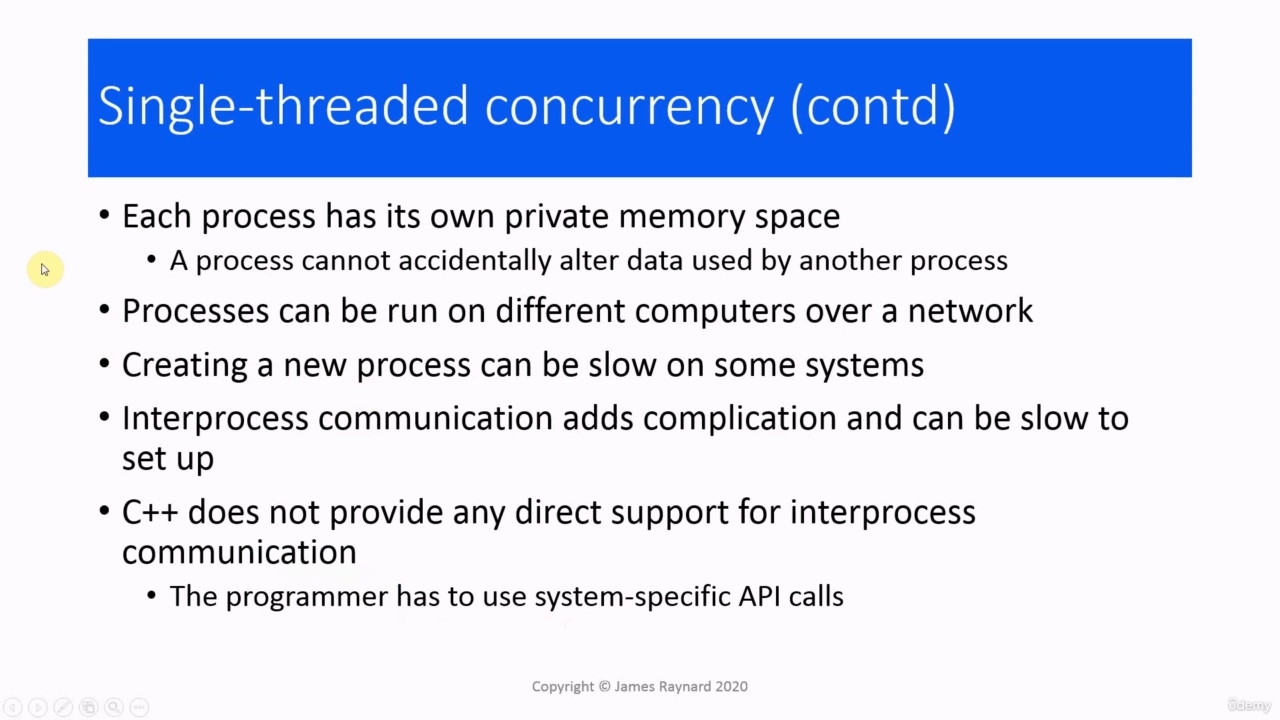 Single-threaded concurrency (contd)
• Each process has its own private memory space
• A process cannot accidentally alter data used by another process
• Processes can be run on different computers over a network
• Creating a new process can be slow on some systems
• Interprocess communication adds complication and can be slow to
set up
• C++ does not provide any direct support for interprocess
communication
• The programmer has to use system-specific API calls
Copyright © James Raynard 2020
ûdemy